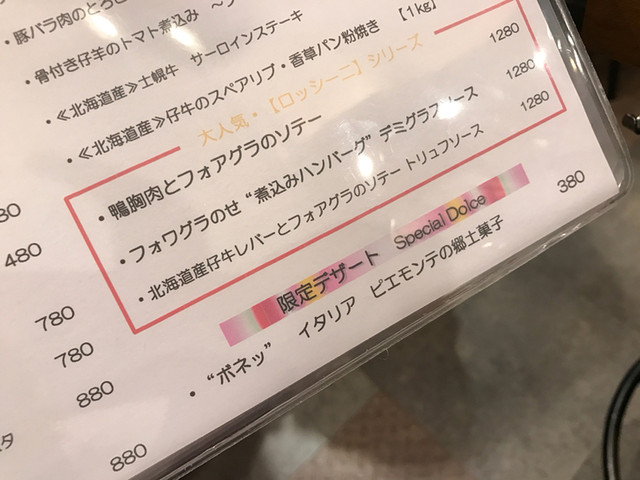 ・豚バラ肉のとろと
・骨付き仔羊のトマト煮込み ～
・≪北海道産≫士幌牛 サーロインステーキ
・≪北海道産≫仔牛のスペアリブ・香草パン粉焼き 【1kg】
大人気・【ロッシーニ】シリーズ
・鴨胸肉とフォアグラのソテー 1280
・フォワグラのせ “煮込みハンバーグ” デミグラスソース 1280
・北海道産仔牛レバーとフォアグラのソテー トリュフソース 1280
限定デザート Special Dolce
・“ボネッ” イタリア ピエモンテの郷土菓子 380
80
480
780
780
880
タ 880